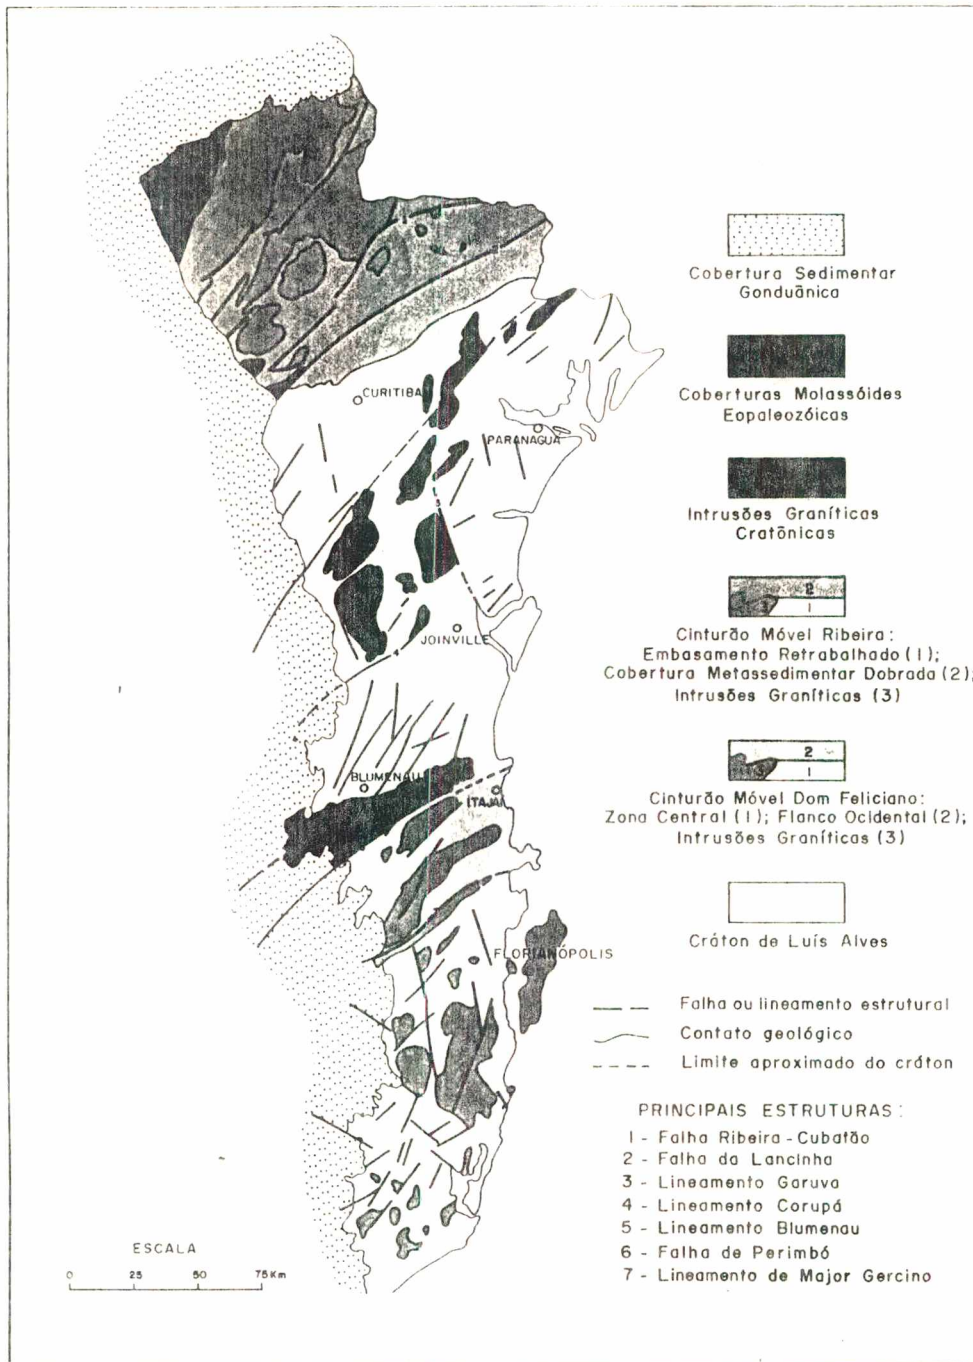 CURITIBA
PARANAGUÁ
JOINVILLE
BLUMENAU
ITAJAÍ
FLORIANÓPOLIS
ESCALA
0 25 50 75Km
Cobertura Sedimentar
Gonduânica
Coberturas Molassóides
Eopaleozóicas
Intrusões Graníticas
Cratônicas
2
3 1
Cinturão Móvel Ribeira:
Embasamento Retrabalhado (1);
Cobertura Metassedimentar Dobrada (2);
Intrusões Graníticas (3)
2
1
Cinturão Móvel Dom Feliciano:
Zona Central (1); Flanco Ocidental (2);
Intrusões Graníticas (3)
Cráton de Luís Alves
Falha ou lineamento estrutural
Contato geológico
Limite aproximado do cráton
PRINCIPAIS ESTRUTURAS:
1 - Falha Ribeira - Cubatão
2 - Falha da Lancinha
3 - Lineamento Garuva
4 - Lineamento Corupá
5 - Lineamento Blumenau
6 - Falha de Perimbó
7 - Lineamento de Major Gercino